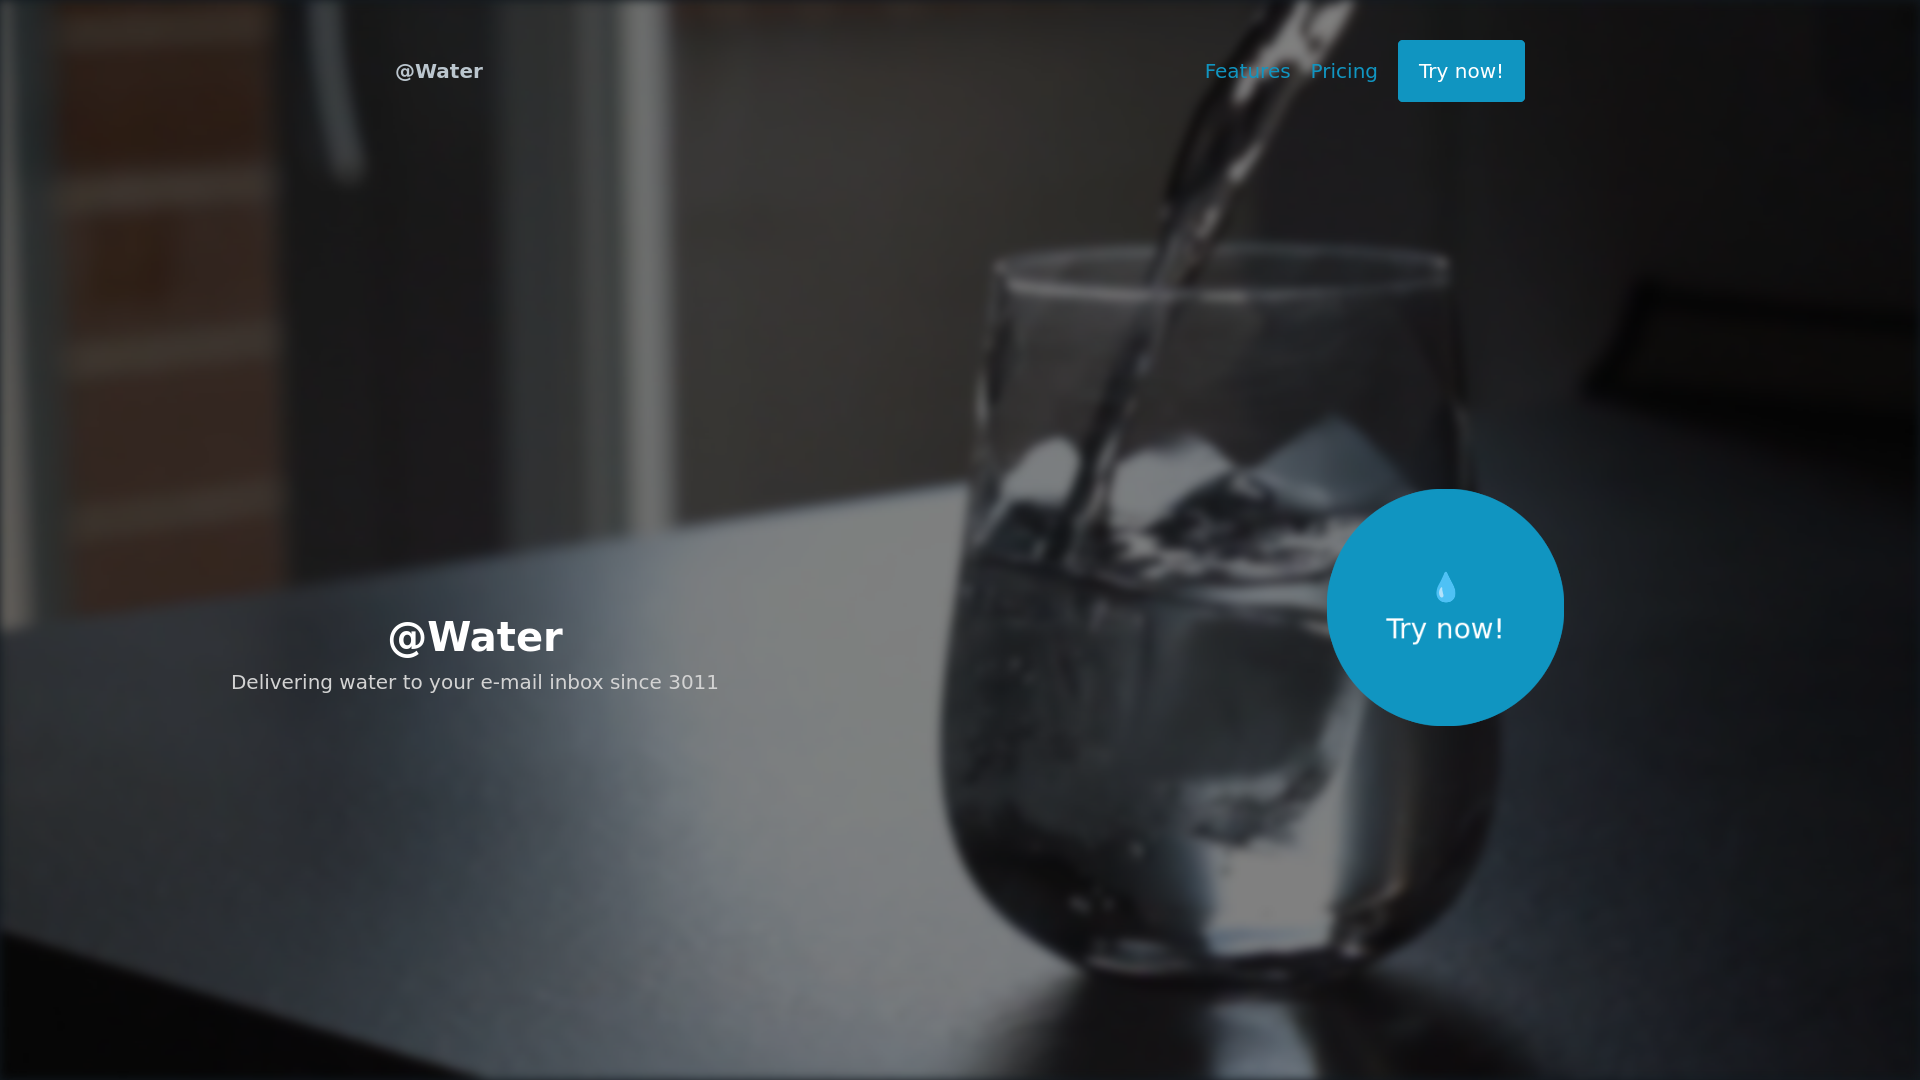 @Water
Features Pricing Try now!
💧
Try now!
@Water
Delivering water to your e-mail inbox since 3011